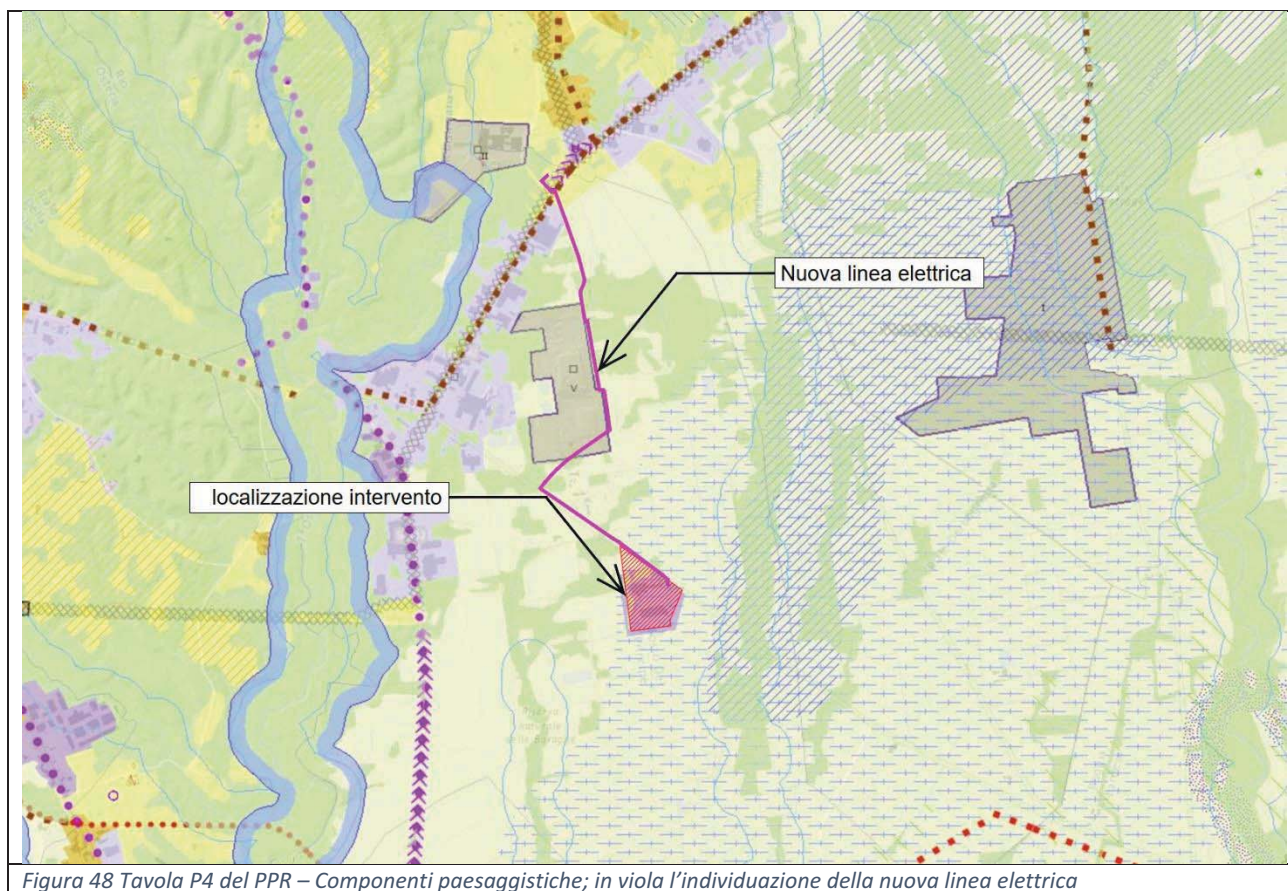 Nuova linea elettrica
localizzazione intervento
Figura 48 Tavola P4 del PPR – Componenti paesaggistiche; in viola l'individuazione della nuova linea elettrica